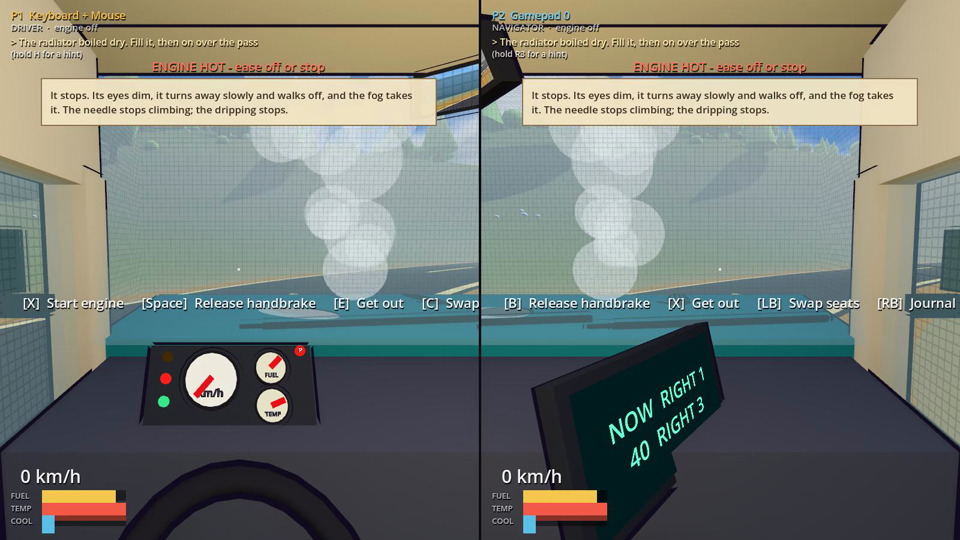 P1 Keyboard + Mouse
DRIVER · engine off
> The radiator boiled dry. Fill it, then on over the pass
(hold H for a hint)
ENGINE HOT - ease off or stop
It stops. Its eyes dim, it turns away slowly and walks off, and the fog takes
it. The needle stops climbing; the dripping stops.
[X] Start engine [Space] Release handbrake [E] Get out [C] Swap
km/h
FUEL
TEMP
P
0 km/h
FUEL
TEMP
COOL
P2 Gamepad 0
NAVIGATOR · engine off
> The radiator boiled dry. Fill it, then on over the pass
(hold R3 for a hint)
ENGINE HOT - ease off or stop
It stops. Its eyes dim, it turns away slowly and walks off, and the fog takes
it. The needle stops climbing; the dripping stops.
[B] Release handbrake [X] Get out [LB] Swap seats [RB] Journal
NOW RIGHT 1
40 RIGHT 3
0 km/h
FUEL
TEMP
COOL